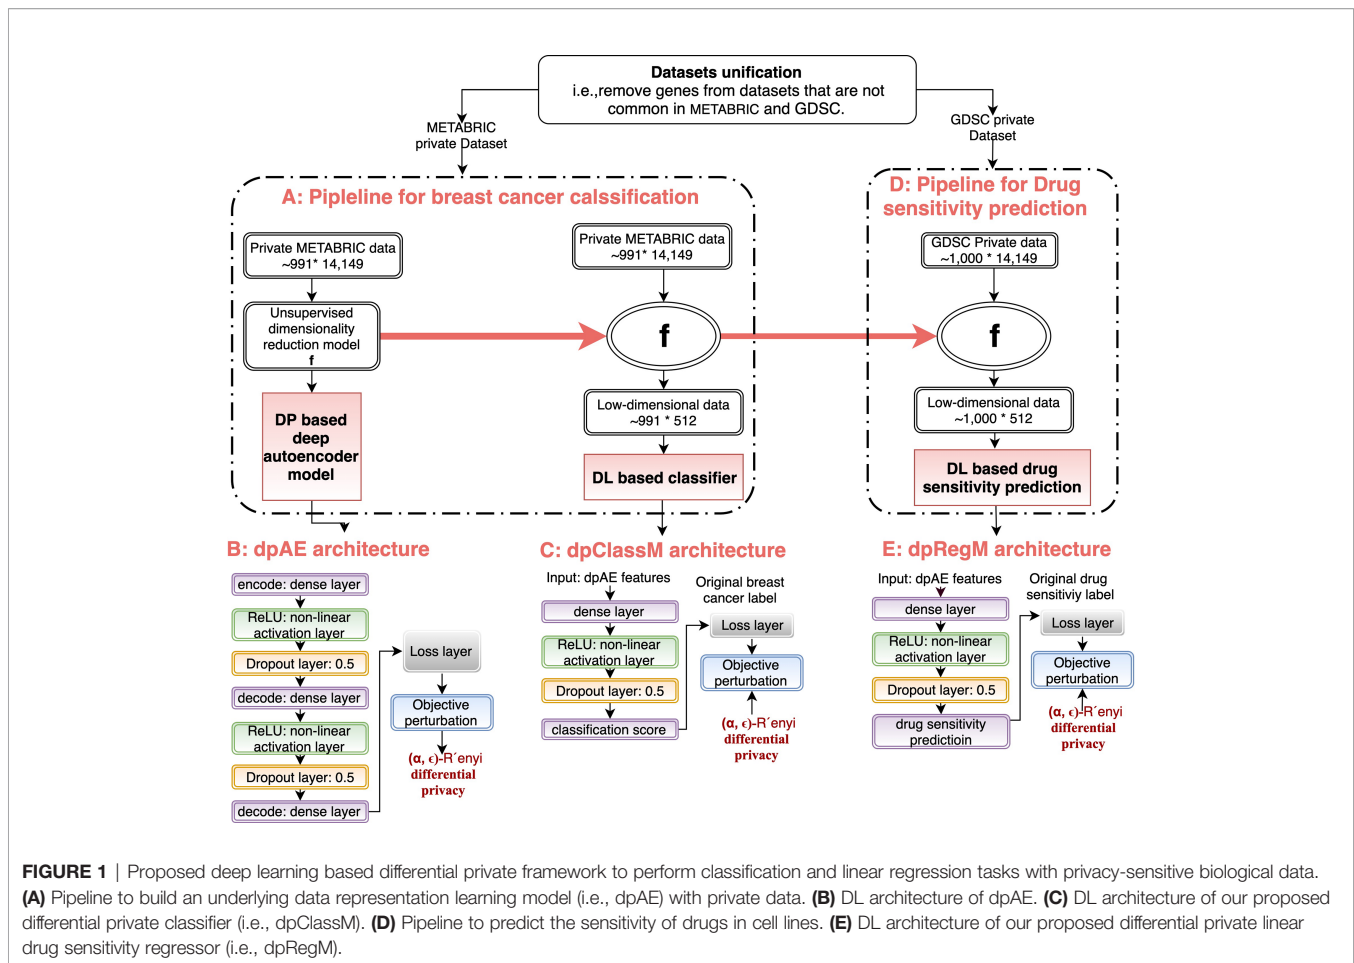 Datasets unification
i.e.,remove genes from datasets that are not
common in METABRIC and GDSC.
METABRIC
private Dataset
GDSC private
Dataset
A: Pipleline for breast cancer calssification
Private METABRIC data
~991* 14,149
Unsupervised
dimensionality
reduction model
f
DP based
deep
autoencoder
model
Private METABRIC data
~991* 14,149
f
Low-dimensional data
~991 * 512
DL based classifier
D: Pipeline for Drug
sensitivity prediction
GDSC Private data
~1,000 * 14,149
f
Low-dimensional data
~1,000 * 512
DL based drug
sensitivity prediction
B: dpAE architecture
encode: dense layer
ReLU: non-linear
activation layer
Dropout layer: 0.5
decode: dense layer
ReLU: non-linear
activation layer
Dropout layer: 0.5
decode: dense layer
Loss layer
Objective
perturbation
(α, ϵ)-R´enyi
differential
privacy
C: dpClassM architecture
Input: dpAE features
dense layer
ReLU: non-linear
activation layer
Dropout layer: 0.5
classification score
Original breast
cancer label
Loss layer
Objective
perturbation
(α, ϵ)-R´enyi
differential
privacy
E: dpRegM architecture
Input: dpAE features
dense layer
ReLU: non-linear
activation layer
Dropout layer: 0.5
drug sensitivity
predictioin
Original drug
sensitiviy label
Loss layer
Objective
perturbation
(α, ϵ)-R´enyi
differential
privacy
FIGURE 1 | Proposed deep learning based differential private framework to perform classification and linear regression tasks with privacy-sensitive biological data.
(A) Pipeline to build an underlying data representation learning model (i.e., dpAE) with private data. (B) DL architecture of dpAE. (C) DL architecture of our proposed
differential private classifier (i.e., dpClassM). (D) Pipeline to predict the sensitivity of drugs in cell lines. (E) DL architecture of our proposed differential private linear
drug sensitivity regressor (i.e., dpRegM).